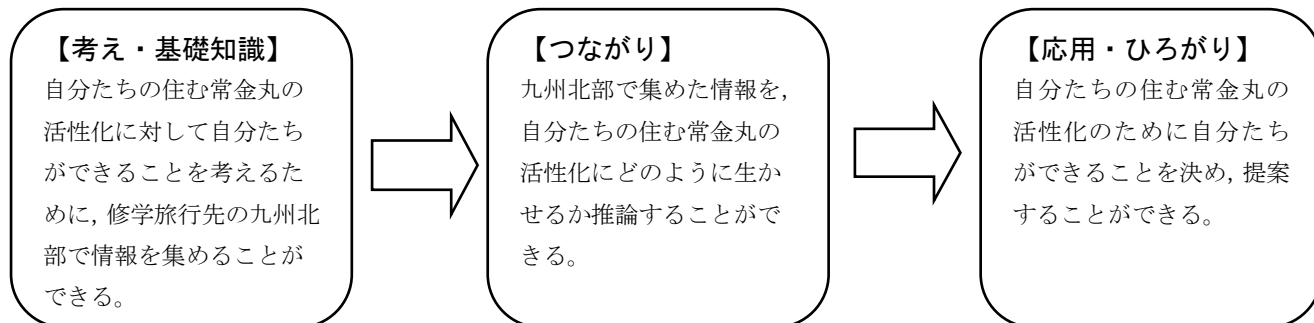 【考え・基礎知識】
自分たちの住む常金丸の
活性化に対して自分たち
ができることを考えるた
めに,修学旅行先の九州北
部で情報を集めることが
できる。
【つながり】
九州北部で集めた情報を,
自分たちの住む常金丸の
活性化にどのように生か
せるか推論することがで
きる。
【応用・ひろがり】
自分たちの住む常金丸の
活性化のために自分たち
ができることを決め,提案
することができる。